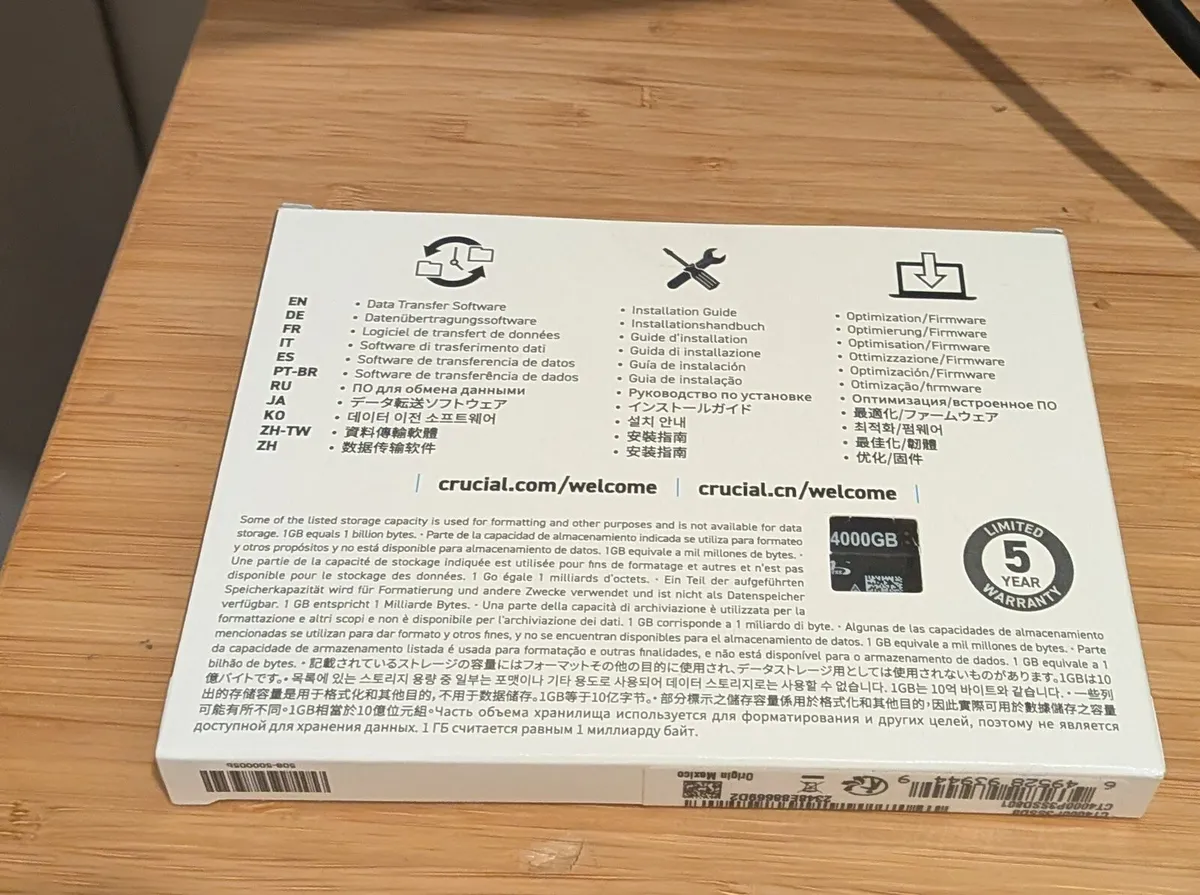 EN • Data Transfer Software • Installation Guide • Optimization/Firmware
DE • Datenübertragungssoftware • Installationshandbuch • Optimierung/Firmware
FR • Logiciel de transfert de données • Guide d'installation • Optimisation/Firmware
IT • Software di trasferimento dati • Guida di installazione • Ottimizzazione/Firmware
ES • Software de transferencia de datos • Guía de instalación • Optimización/Firmware
PT-BR • Software de transferência de dados • Guia de instalação • Otimização/firmware
RU • ПО для обмена данными • Руководство по установке • Оптимизация/встроенное ПО
JA • データ転送ソフトウェア • インストールガイド • 最適化/ファームウェア
KO • 데이터 이전 소프트웨어 • 설치 안내 • 최적화/펌웨어
ZH-TW • 資料傳輸軟體 • 安裝指南 • 最佳化/韌體
ZH • 数据传输软件 • 安装指南 • 优化/固件
crucial.com/welcome | crucial.cn/welcome
Some of the listed storage capacity is used for formatting and other purposes and is not available for data
storage. 1GB equals 1 billion bytes. • Parte de la capacidad de almacenamiento indicada se utiliza para formateo
y otros propósitos y no está disponible para almacenamiento de datos. 1GB equivale a mil millones de bytes. •
Une partie de la capacité de stockage indiquée est utilisée pour fins de formatage et autres et n'est pas
disponible pour le stockage des données. 1 Go égale 1 milliards d'octets. • Ein Teil der aufgeführten
Speicherkapazität wird für Formatierung und andere Zwecke verwendet und ist nicht als Datenspeicher
verfügbar. 1 GB entspricht 1 Milliarde Bytes. • Una parte della capacità di archiviazione è utilizzata per la
formattazione e altri scopi e non è disponibile per l'archiviazione dei dati. 1 GB corrisponde a 1 miliardo di byte. • Algunas de las capacidades de almacenamiento
mencionadas se utilizan para dar formato y otros fines, y no se encuentran disponibles para el almacenamiento de datos. 1 GB equivale a mil millones de bytes. • Parte
da capacidade de armazenamento listada é usada para formatação e outras finalidades, e não está disponível para o armazenamento de dados. 1 GB equivale a 1
bilhão de bytes. • 記載されているストレージの容量にはフォーマットその他の目的に使用され、データストレージ用としては使用されないものがあります。1GBは10
億バイトです。• 목록에 있는 스토리지 용량 중 일부는 포맷이나 기타 용도로 사용되어 데이터 스토리지로는 사용할 수 없습니다. 1GB는 10억 바이트와 같습니다. • 一些列
出的存储容量是用于格式化和其他目的, 不用于数据储存。1GB等于10亿字节。• 部分標示之儲存容量係用於格式化和其他目的, 因此實際可用於數據儲存之容量
可能有所不同。1GB相當於10億位元組 • Часть объема хранилища используется для форматирования и других целей, поэтому не является
доступной для хранения данных. 1 ГБ считается равным 1 миллиарду байт.
4000GB
LIMITED
5
YEAR
WARRANTY
508-500005b
Origin Mexico
2348E88669D2
6 49528 93944 9
CT4000P3SSD801